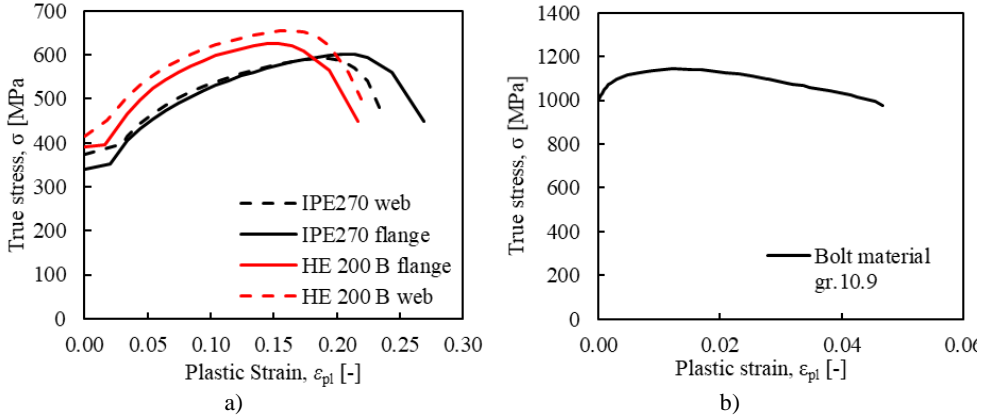 700
600
500
400
300
200
100
0
True stress, σ [MPa]
IPE270 web
IPE270 flange
HE 200 B flange
HE 200 B web
0.00 0.05 0.10 0.15 0.20 0.25 0.30
Plastic Strain, εpl [-]
a)
1400
1200
1000
800
600
400
200
0
True stress, σ [MPa]
Bolt material
gr.10.9
0.00 0.02 0.04 0.06
Plastic strain, εpl [-]
b)